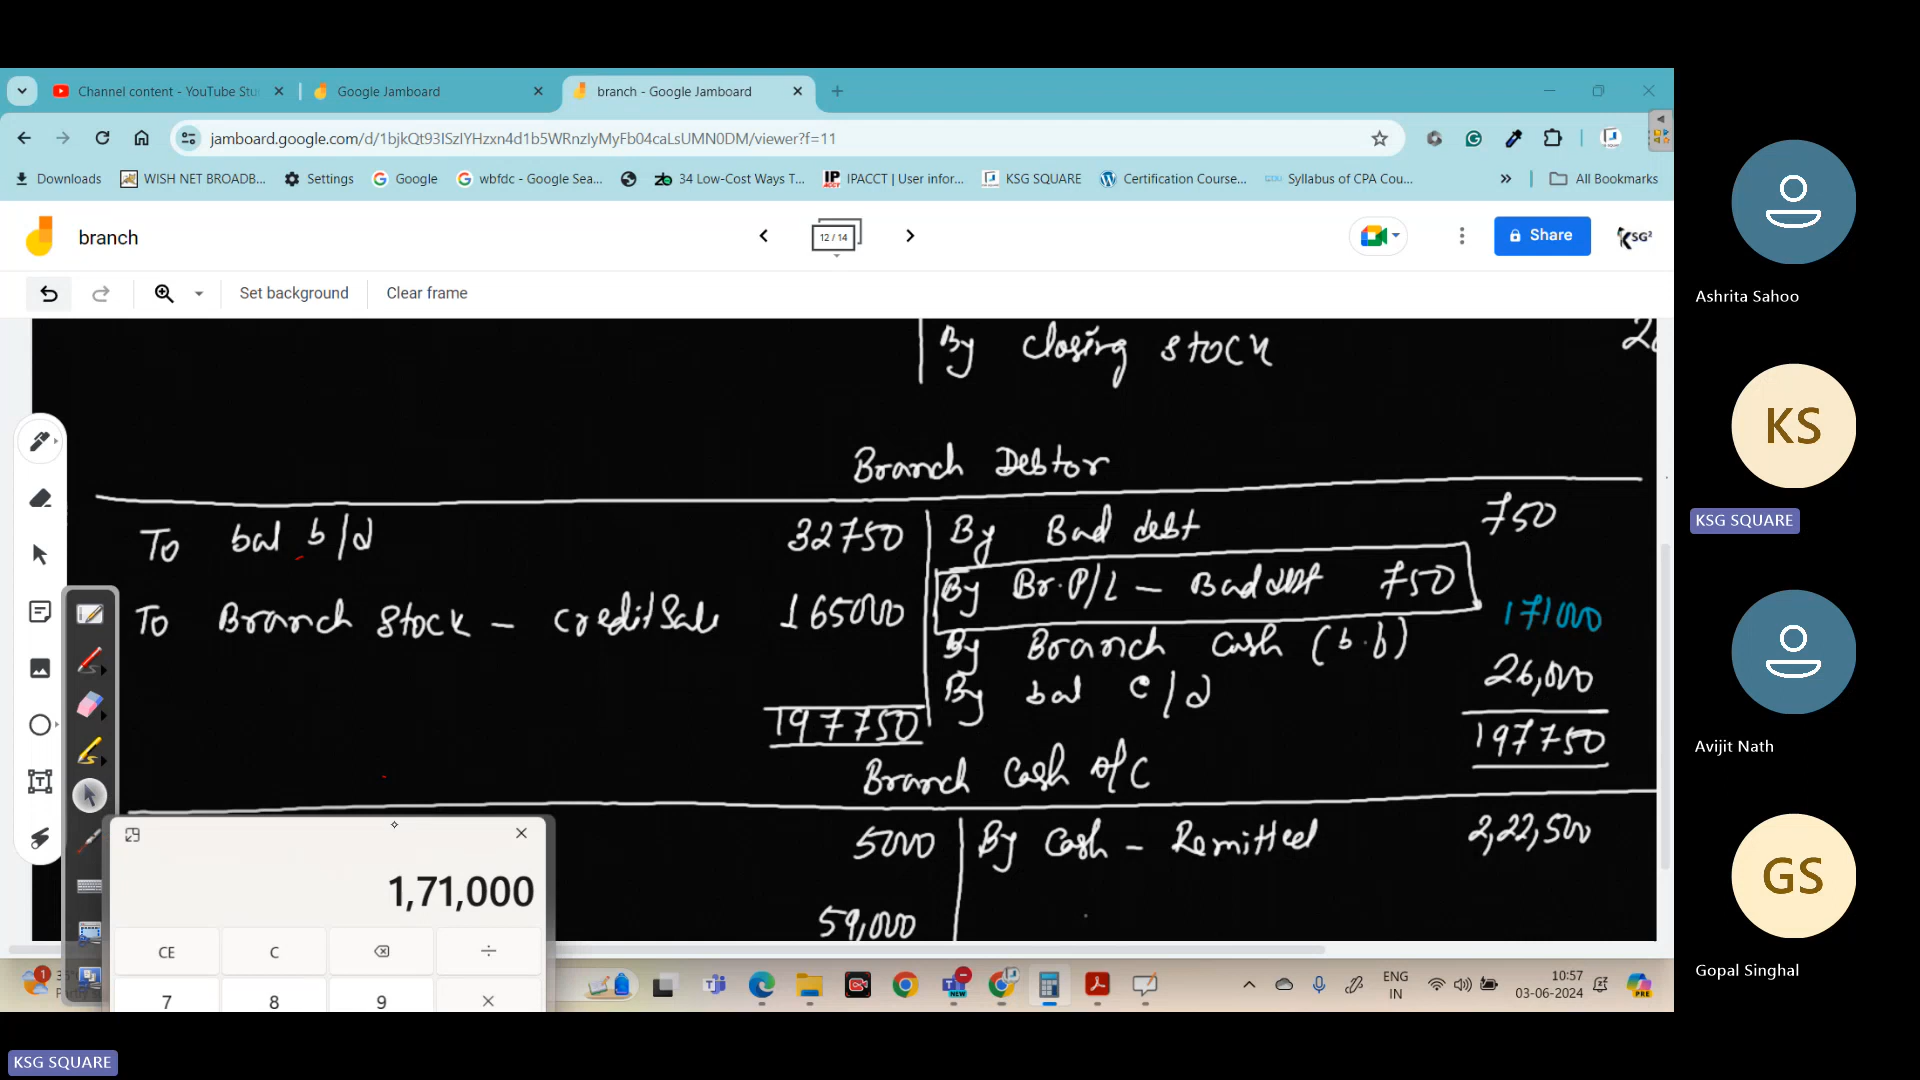 Channel content - YouTube Stu
Google Jamboard
branch - Google Jamboard
jamboard.google.com/d/1bjkQt93ISzIYHzxn4d1b5WRnzIyMyFb04caLsUMN0DM/viewer?f=11
Downloads
WISH NET BROADB...
Settings
Google
wbfdc - Google Sea...
34 Low-Cost Ways T...
IPACCT | User infor...
KSG SQUARE
Certification Course...
Syllabus of CPA Cou...
All Bookmarks
branch
12 / 14
Share
KSG²
Set background
Clear frame
By closing stock
Branch Debtor
To bal b/d 32750 By Bad debt 750
By Br. P/L - Bad debt 750
To Branch Stock - credit Sale 165000
171000
By Branch Cash (b.b)
By bal c/d 26,000
197750 197750
Branch Cash A/C
5000 By Cash - Remitted 2,22,500
59,000
1,71,000
CE C ÷
7 8 9 ×
ENG
IN
10:57
03-06-2024
PRE
Ashrita Sahoo
KS
KSG SQUARE
Avijit Nath
GS
Gopal Singhal
KSG SQUARE